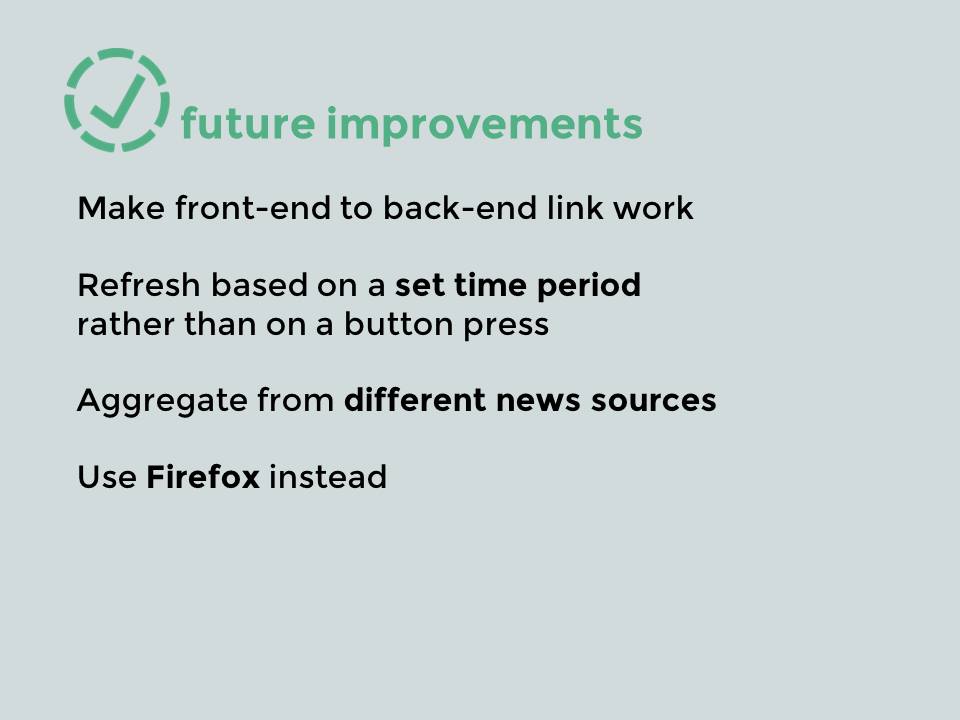 future improvements
Make front-end to back-end link work
Refresh based on a set time period
rather than on a button press
Aggregate from different news sources
Use Firefox instead